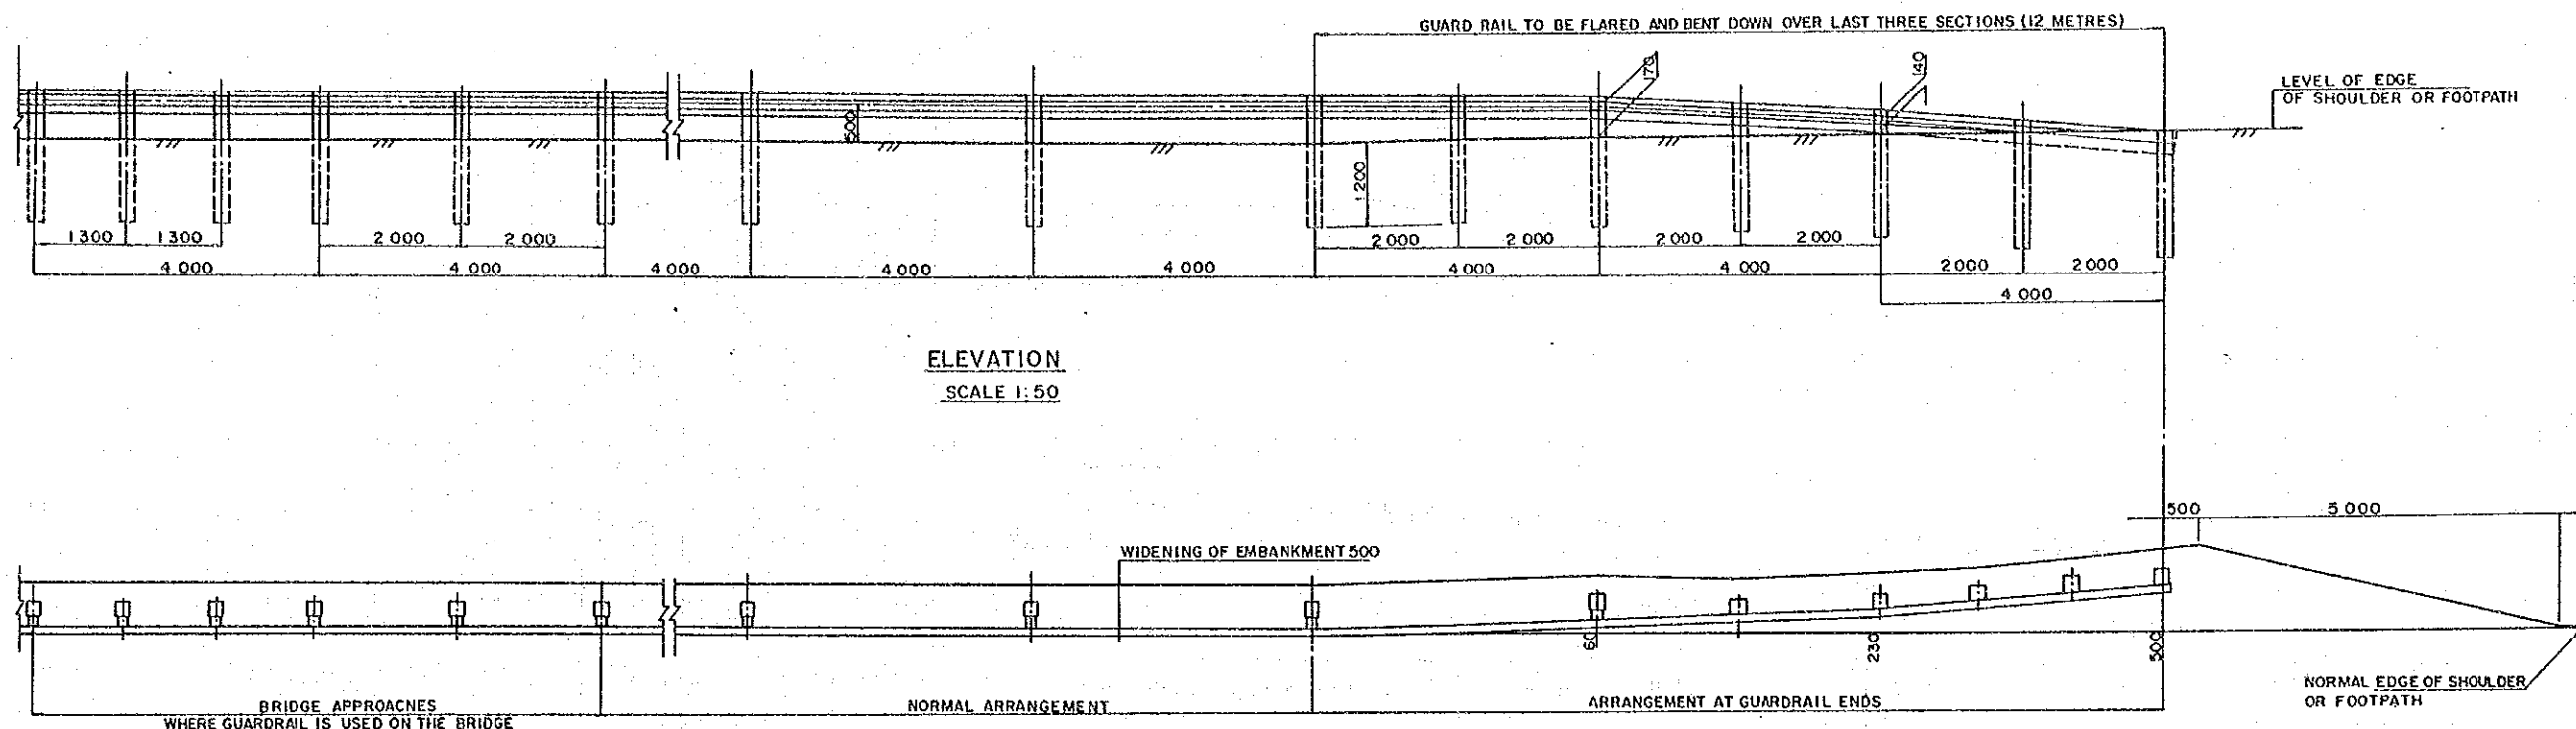 GUARD RAIL TO BE FLARED AND BENT DOWN OVER LAST THREE SECTIONS (12 METRES)
170
140
LEVEL OF EDGE
OF SHOULDER OR FOOTPATH
600
1200
1300 1300 2 000 2 000 2 000 2 000 2 000 2 000
4 000 4 000 4 000 4 000 4 000 4 000 4 000 2000 2 000
4 000
ELEVATION
SCALE 1:50
500 5 000
WIDENING OF EMBANKMENT 500
60 230 500
BRIDGE APPROACNES
WHERE GUARDRAIL IS USED ON THE BRIDGE
NORMAL ARRANGEMENT
ARRANGEMENT AT GUARDRAIL ENDS
NORMAL EDGE OF SHOULDER
OR FOOTPATH